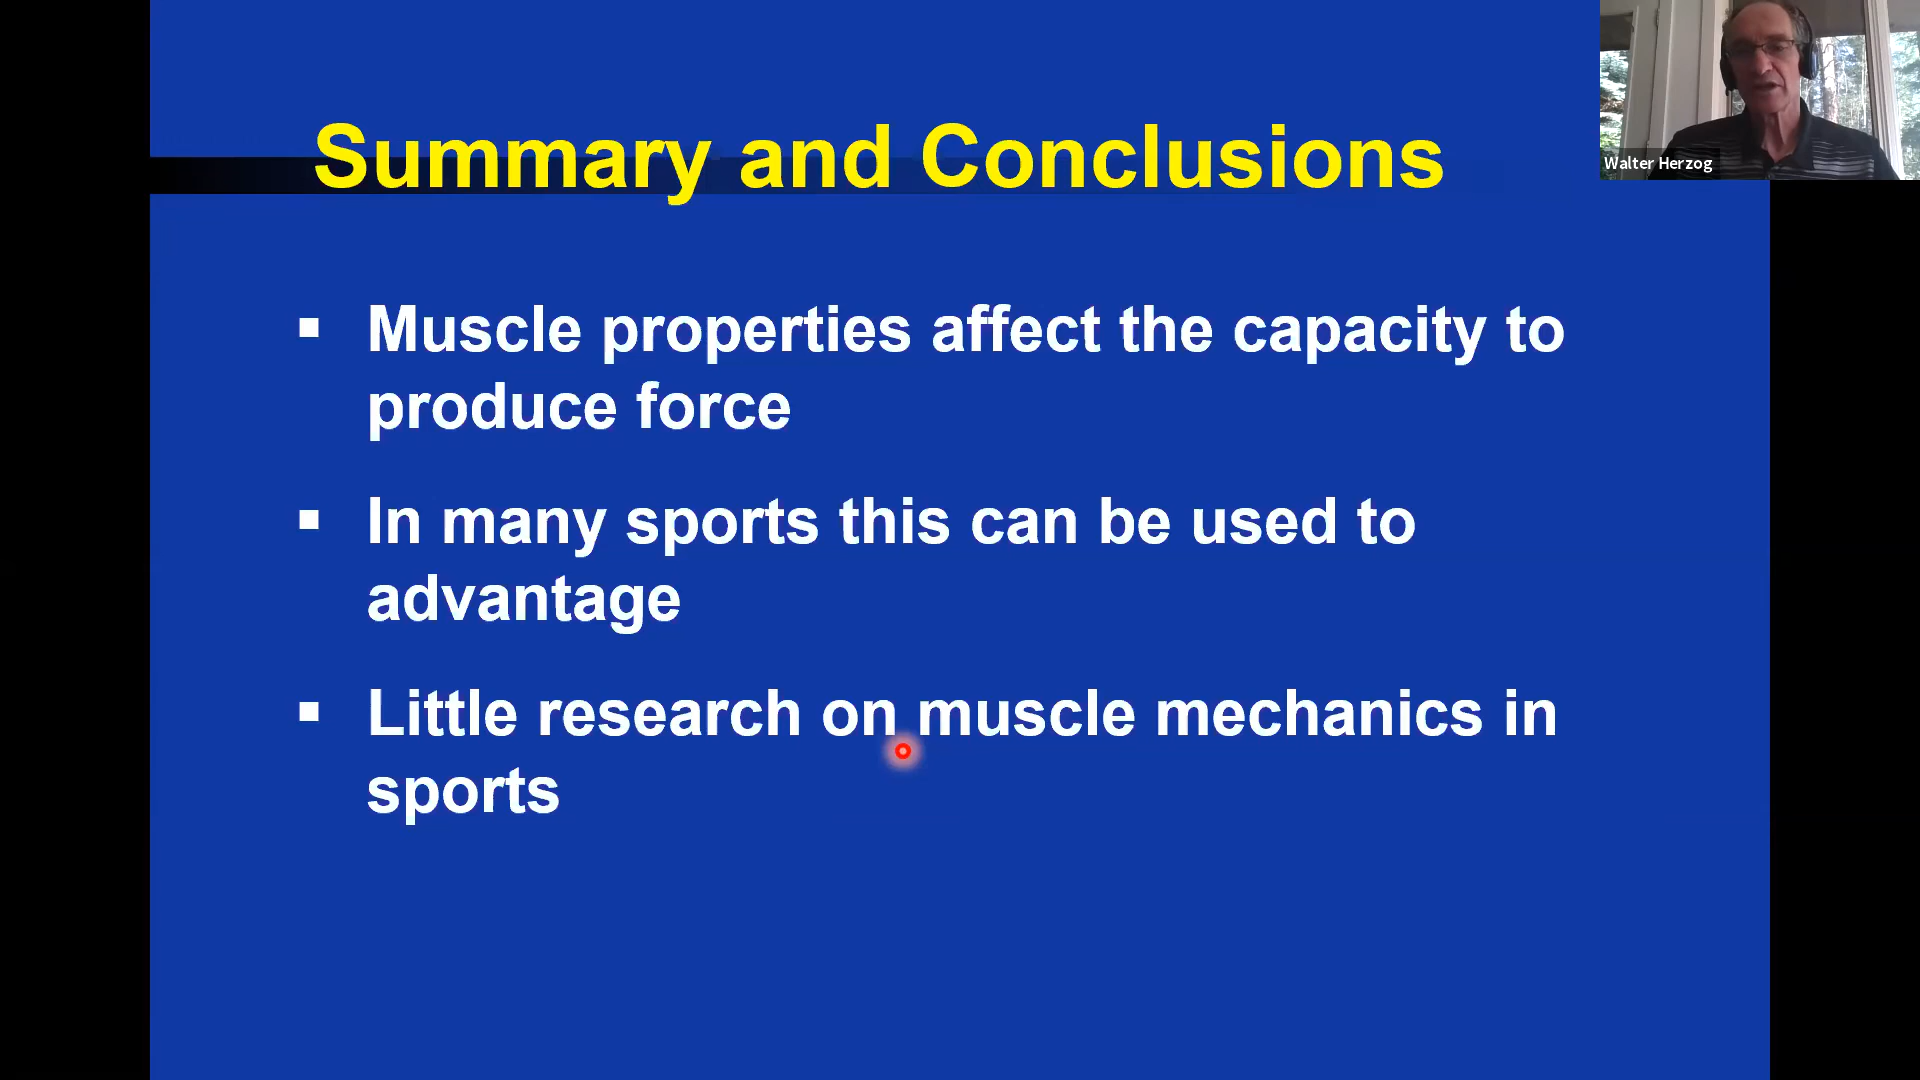 Summary and Conclusions
Walter Herzog
▪ Muscle properties affect the capacity to
produce force
▪ In many sports this can be used to
advantage
▪ Little research on muscle mechanics in
sports